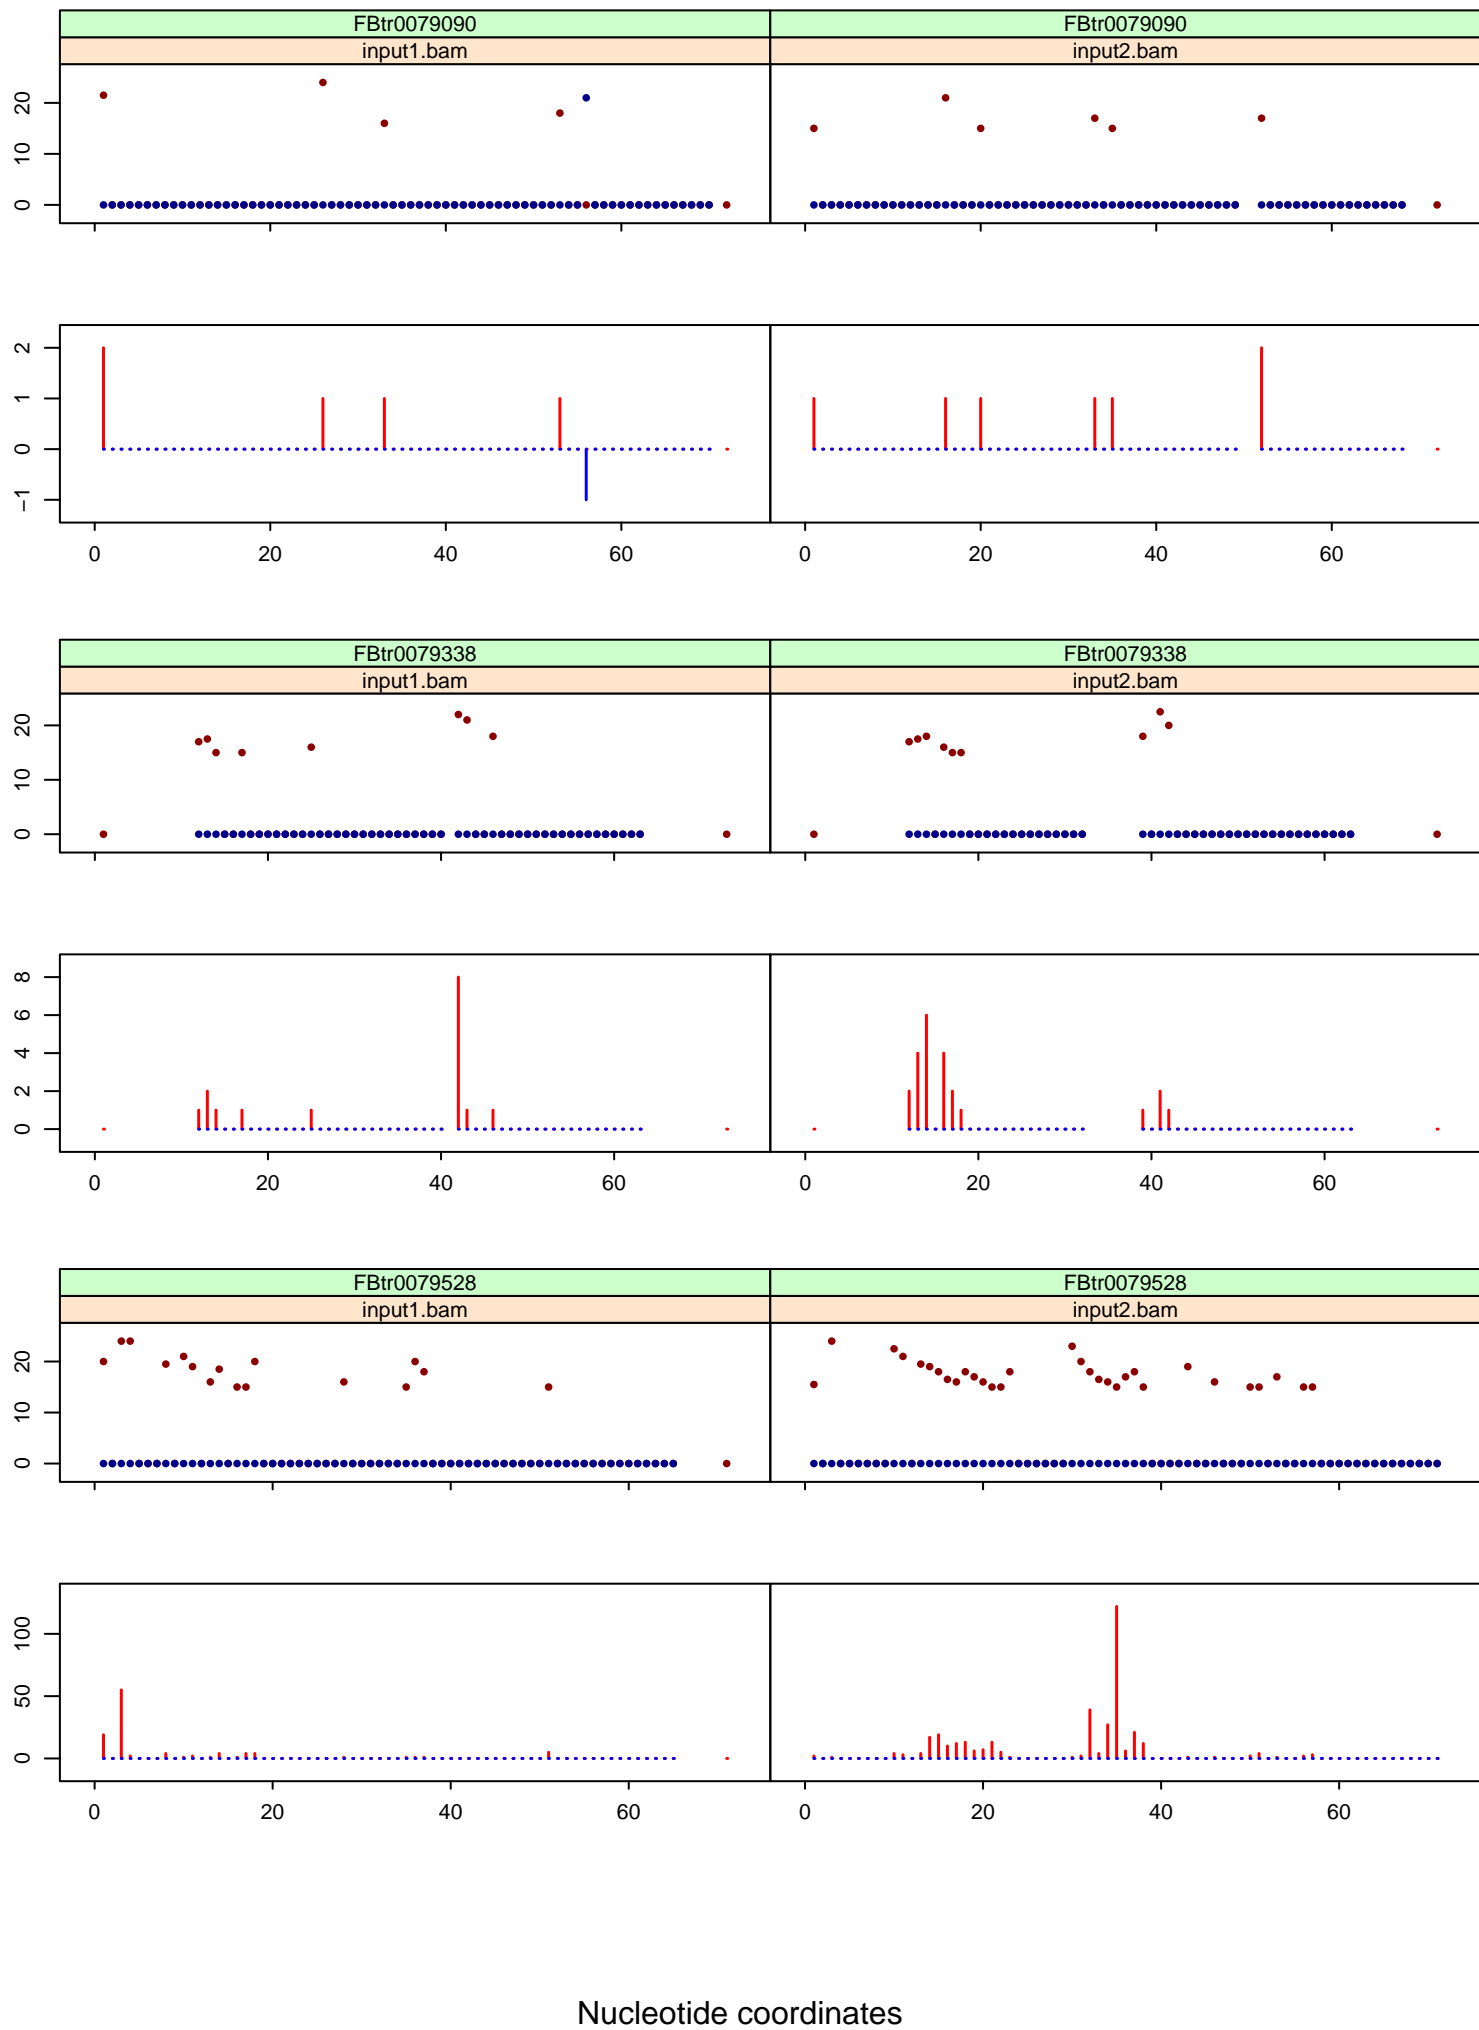 FBtr0079090 FBtr0079090
input1.bam input2.bam
20
10
0
2
1
0
−1
0 20 40 60 0 20 40 60
FBtr0079338 FBtr0079338
input1.bam input2.bam
20
10
0
8
6
4
2
0
0 20 40 60 0 20 40 60
FBtr0079528 FBtr0079528
input1.bam input2.bam
20
10
0
100
50
0
0 20 40 60 0 20 40 60
Nucleotide coordinates